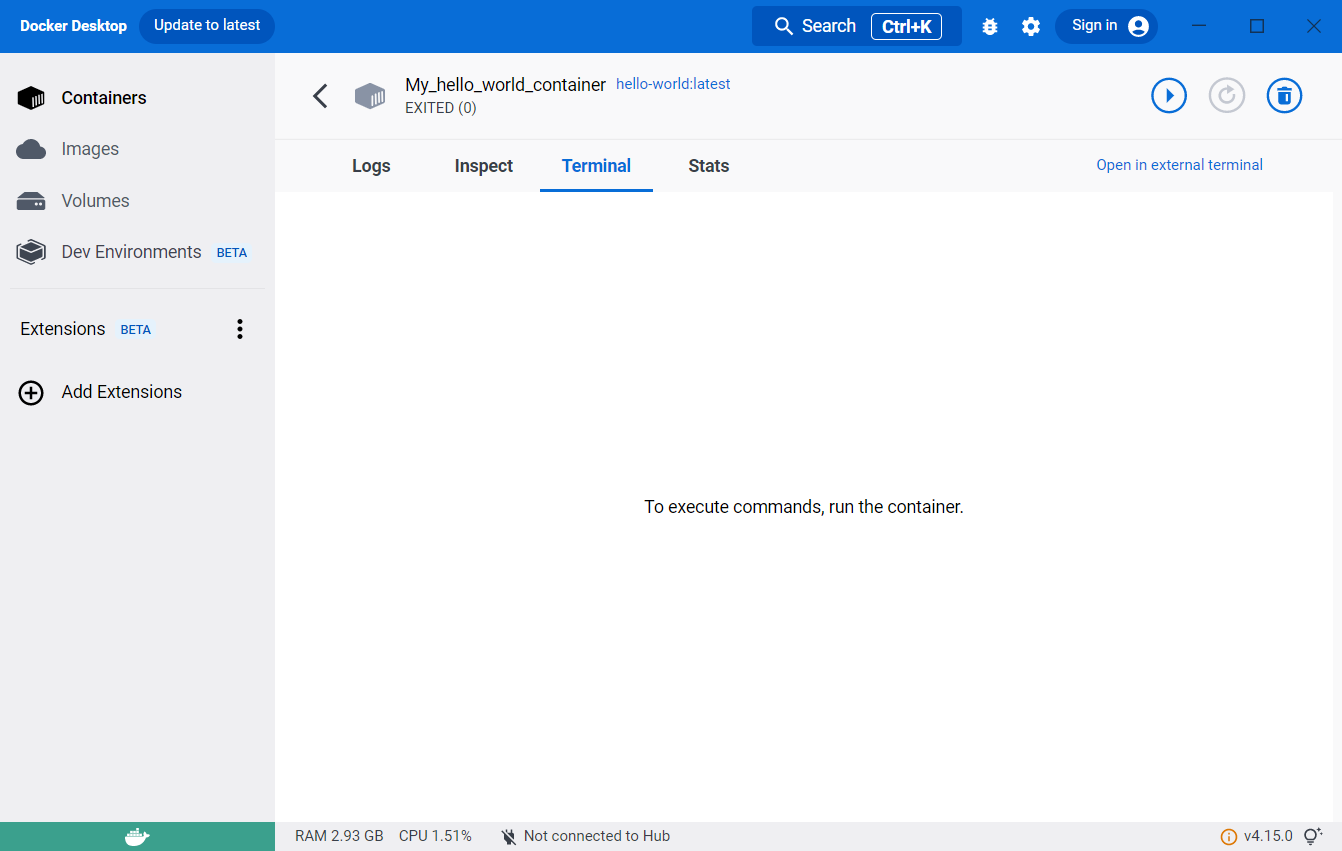 Docker Desktop Update to latest Search Ctrl+K Sign in
Containers
Images
Volumes
Dev Environments BETA
Extensions BETA
Add Extensions
My_hello_world_container hello-world:latest
EXITED (0)
Logs Inspect Terminal Stats Open in external terminal
To execute commands, run the container.
RAM 2.93 GB CPU 1.51% Not connected to Hub v4.15.0